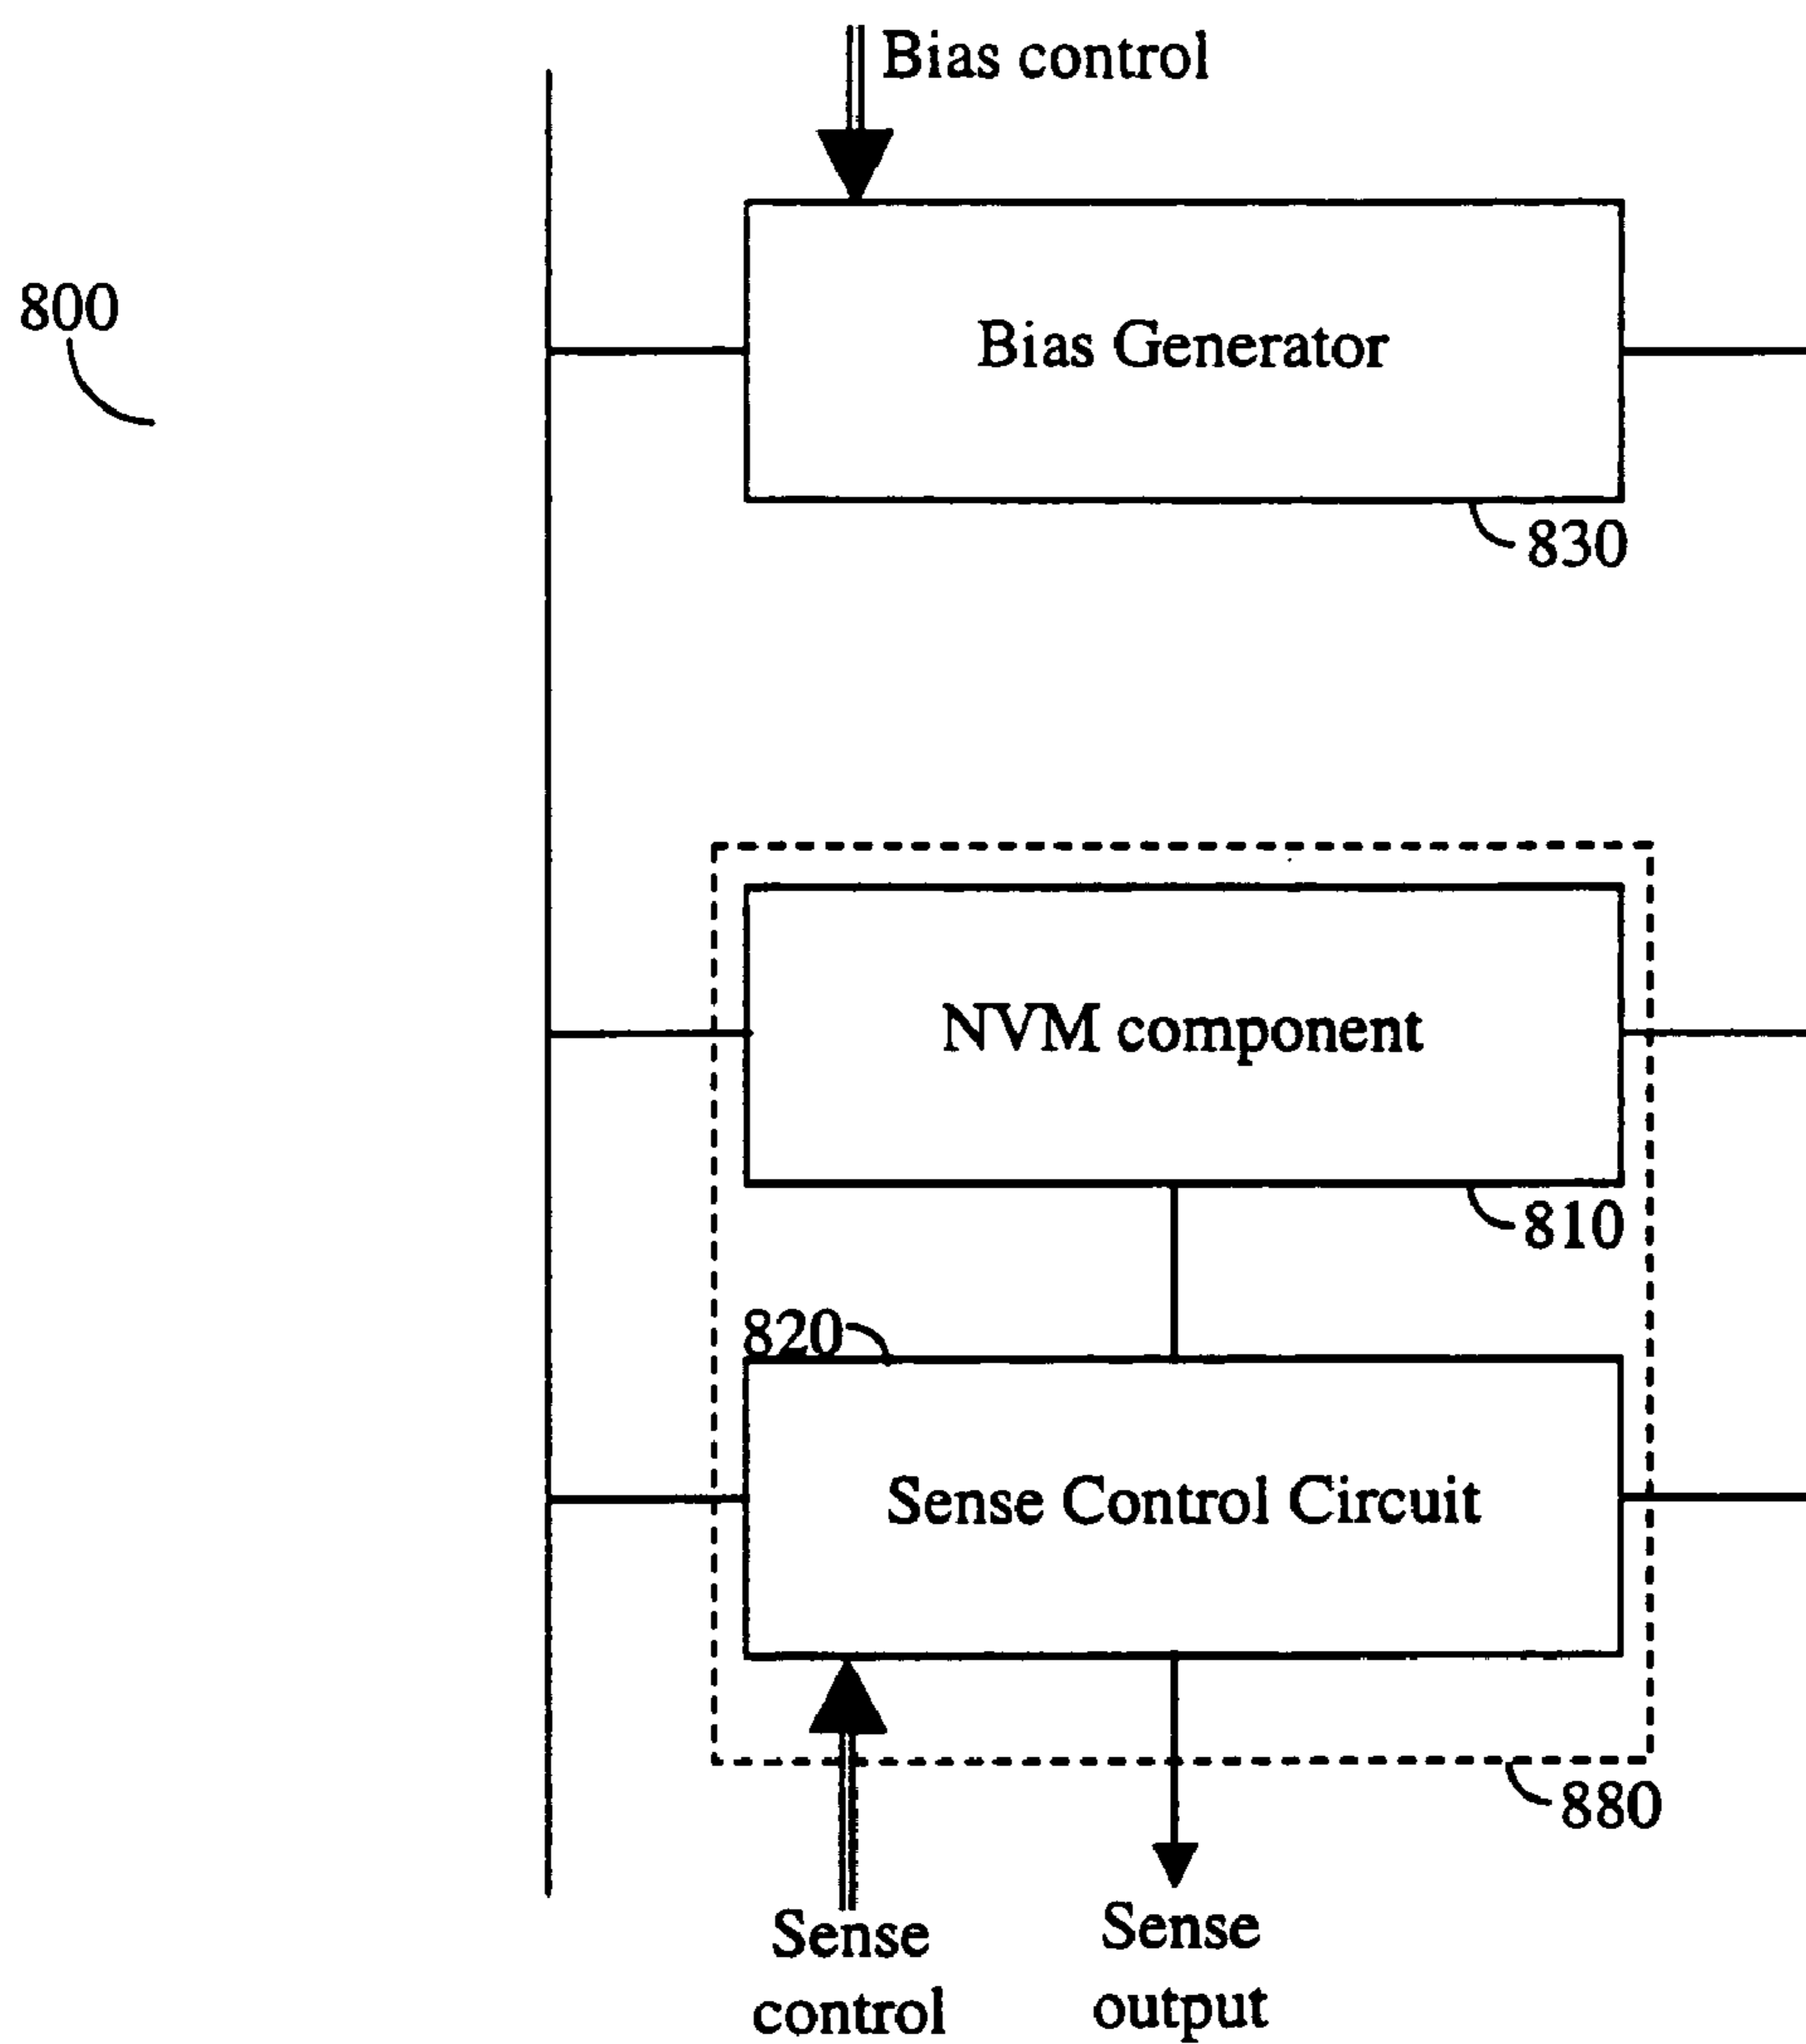 Bias control
800
Bias Generator
830
NVM component
810
820
Sense Control Circuit
880
Sense
control
Sense
output